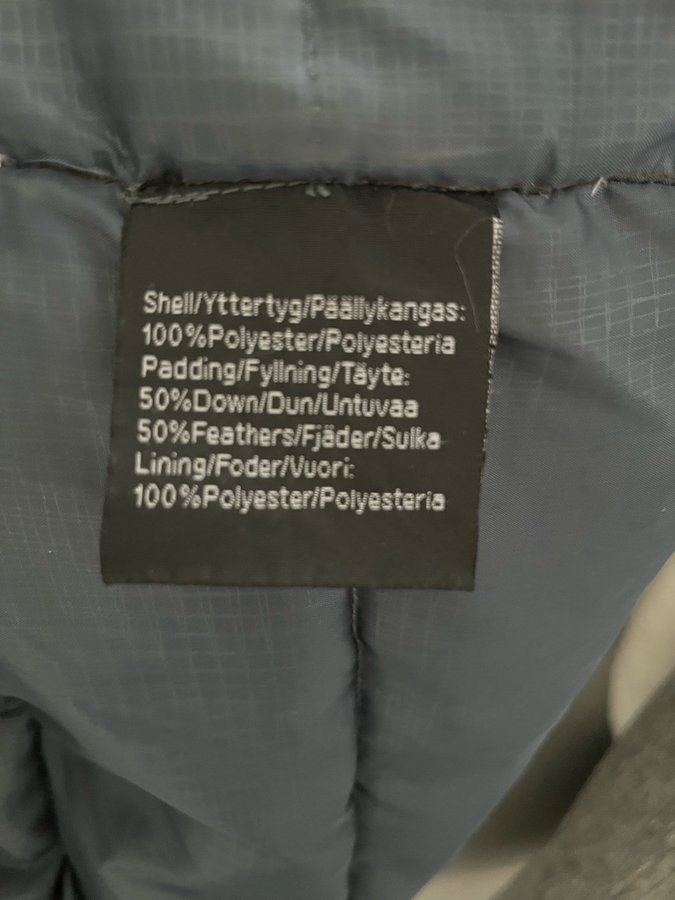 Shell/Yttertyg/Päällykangas:
100%Polyester/Polyesteria
Padding/Fyllning/Täyte:
50%Down/Dun/Untuvaa
50%Feathers/Fjäder/Sulka
Lining/Foder/Vuori:
100%Polyester/Polyesteria